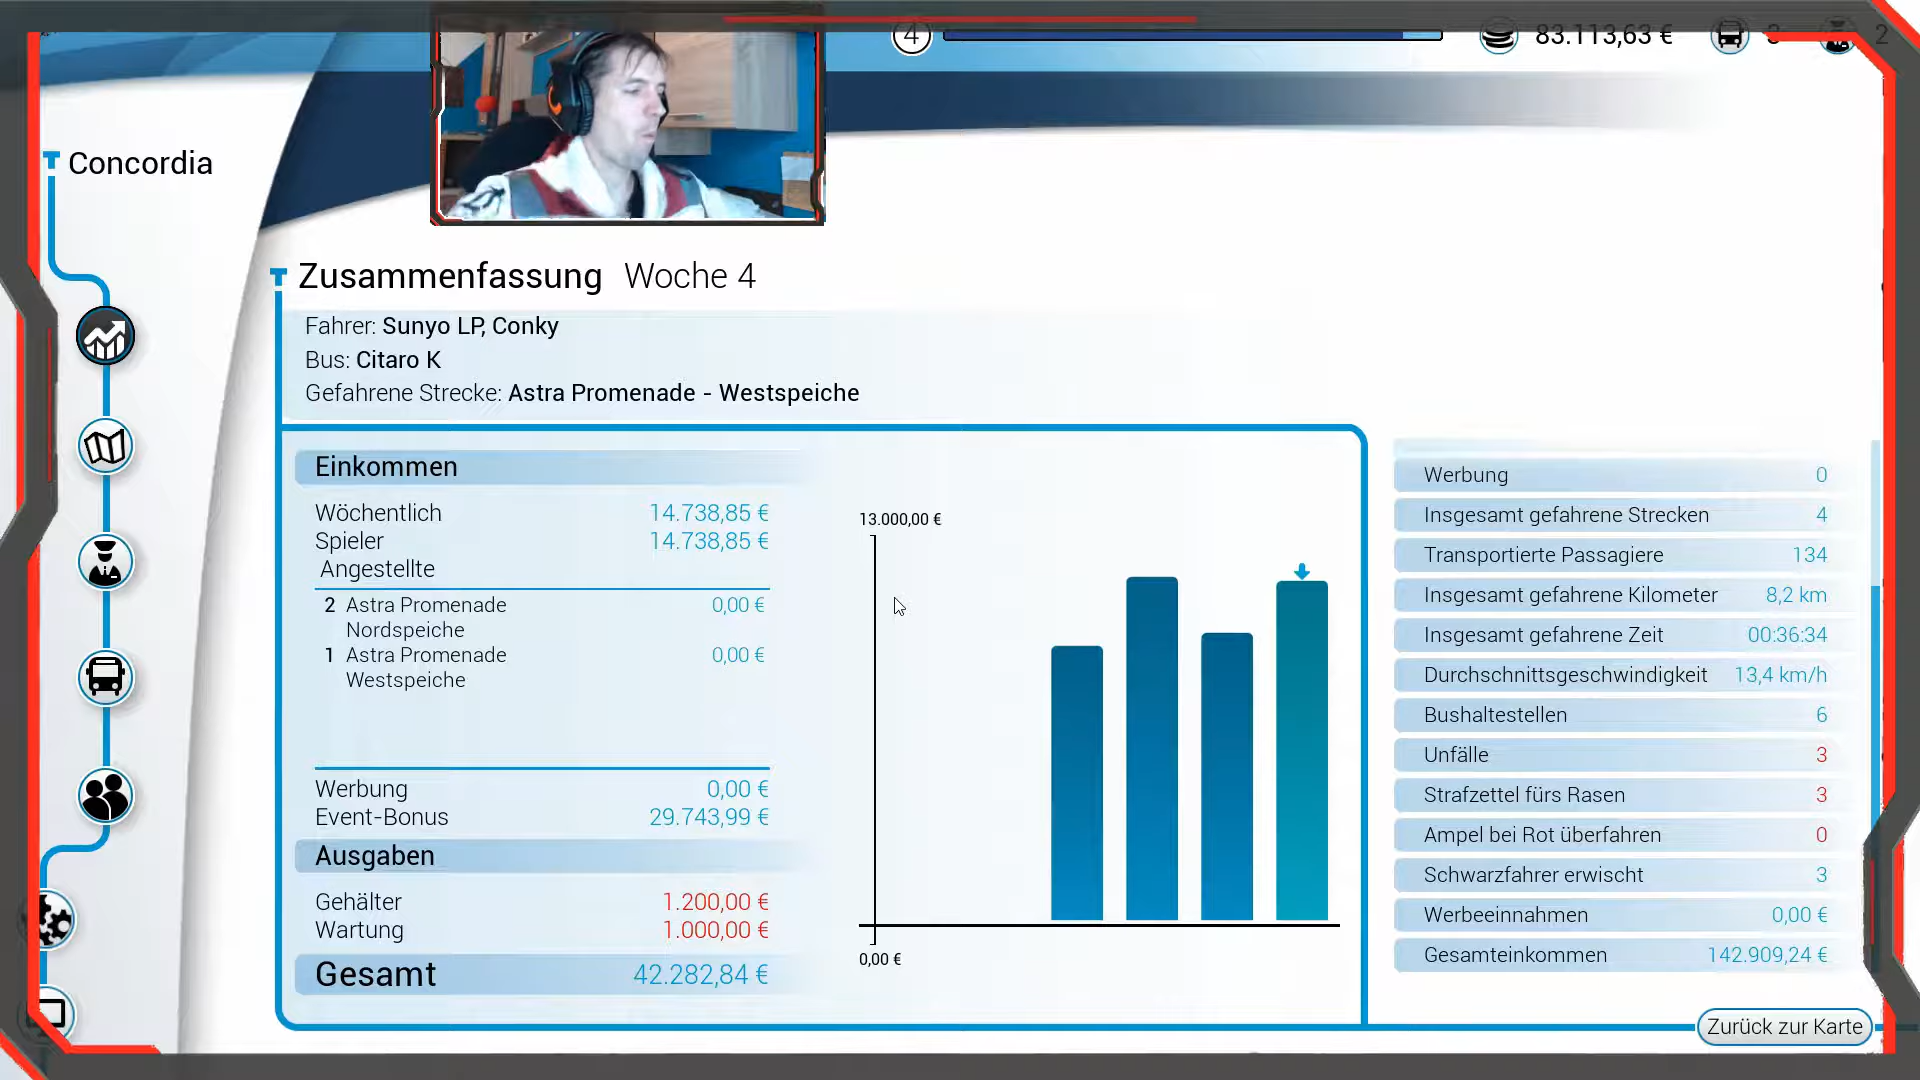 4
83.113,63 €
2
Concordia
Zusammenfassung Woche 4
Fahrer: Sunyo LP, Conky
Bus: Citaro K
Gefahrene Strecke: Astra Promenade - Westspeiche
Einkommen
Wöchentlich 14.738,85 €
Spieler 14.738,85 €
Angestellte
2 Astra Promenade 0,00 €
Nordspeiche
1 Astra Promenade 0,00 €
Westspeiche
Werbung 0,00 €
Event-Bonus 29.743,99 €
Ausgaben
Gehälter 1.200,00 €
Wartung 1.000,00 €
Gesamt 42.282,84 €
13.000,00 €
0,00 €
Werbung 0
Insgesamt gefahrene Strecken 4
Transportierte Passagiere 134
Insgesamt gefahrene Kilometer 8,2 km
Insgesamt gefahrene Zeit 00:36:34
Durchschnittsgeschwindigkeit 13,4 km/h
Bushaltestellen 6
Unfälle 3
Strafzettel fürs Rasen 3
Ampel bei Rot überfahren 0
Schwarzfahrer erwischt 3
Werbeeinnahmen 0,00 €
Gesamteinkommen 142.909,24 €
Zurück zur Karte